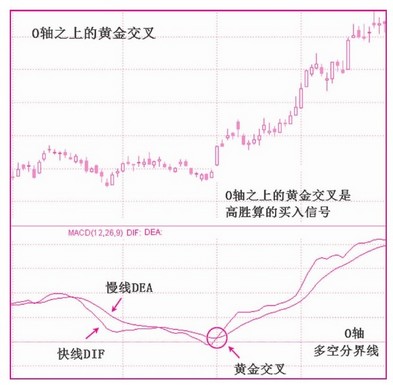 0轴之上的黄金交叉
0轴之上的黄金交叉是
高胜算的买入信号
MACD(12,26,9) DIF: DEA:
慢线DEA
0轴
多空分界线
快线DIF
黄金交叉